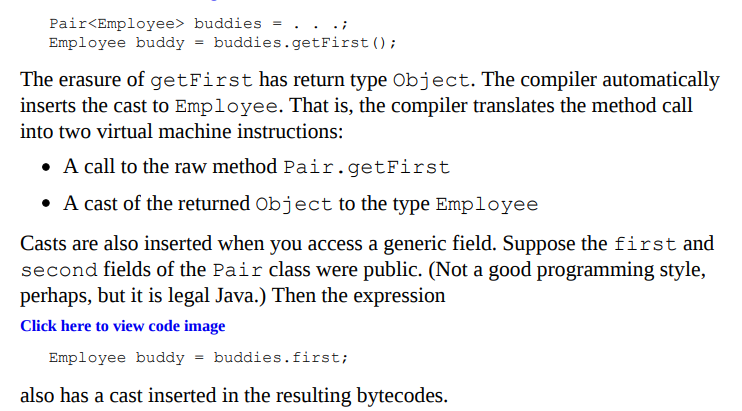 Pair<Employee> buddies = . . .;
Employee buddy = buddies.getFirst();
The erasure of getFirst has return type Object. The compiler automatically
inserts the cast to Employee. That is, the compiler translates the method call
into two virtual machine instructions:
• A call to the raw method Pair.getFirst
• A cast of the returned Object to the type Employee
Casts are also inserted when you access a generic field. Suppose the first and
second fields of the Pair class were public. (Not a good programming style,
perhaps, but it is legal Java.) Then the expression
Click here to view code image
Employee buddy = buddies.first;
also has a cast inserted in the resulting bytecodes.